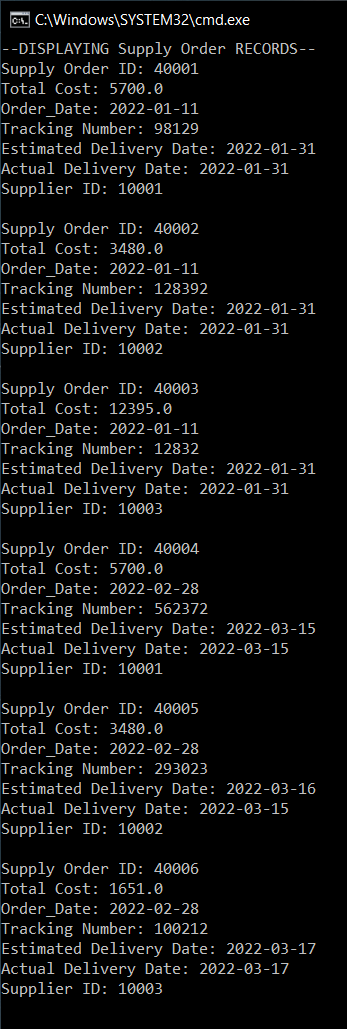 C:\Windows\SYSTEM32\cmd.exe
--DISPLAYING Supply Order RECORDS--
Supply Order ID: 40001
Total Cost: 5700.0
Order_Date: 2022-01-11
Tracking Number: 98129
Estimated Delivery Date: 2022-01-31
Actual Delivery Date: 2022-01-31
Supplier ID: 10001

Supply Order ID: 40002
Total Cost: 3480.0
Order_Date: 2022-01-11
Tracking Number: 128392
Estimated Delivery Date: 2022-01-31
Actual Delivery Date: 2022-01-31
Supplier ID: 10002

Supply Order ID: 40003
Total Cost: 12395.0
Order_Date: 2022-01-11
Tracking Number: 12832
Estimated Delivery Date: 2022-01-31
Actual Delivery Date: 2022-01-31
Supplier ID: 10003

Supply Order ID: 40004
Total Cost: 5700.0
Order_Date: 2022-02-28
Tracking Number: 562372
Estimated Delivery Date: 2022-03-15
Actual Delivery Date: 2022-03-15
Supplier ID: 10001

Supply Order ID: 40005
Total Cost: 3480.0
Order_Date: 2022-02-28
Tracking Number: 293023
Estimated Delivery Date: 2022-03-16
Actual Delivery Date: 2022-03-15
Supplier ID: 10002

Supply Order ID: 40006
Total Cost: 1651.0
Order_Date: 2022-02-28
Tracking Number: 100212
Estimated Delivery Date: 2022-03-17
Actual Delivery Date: 2022-03-17
Supplier ID: 10003